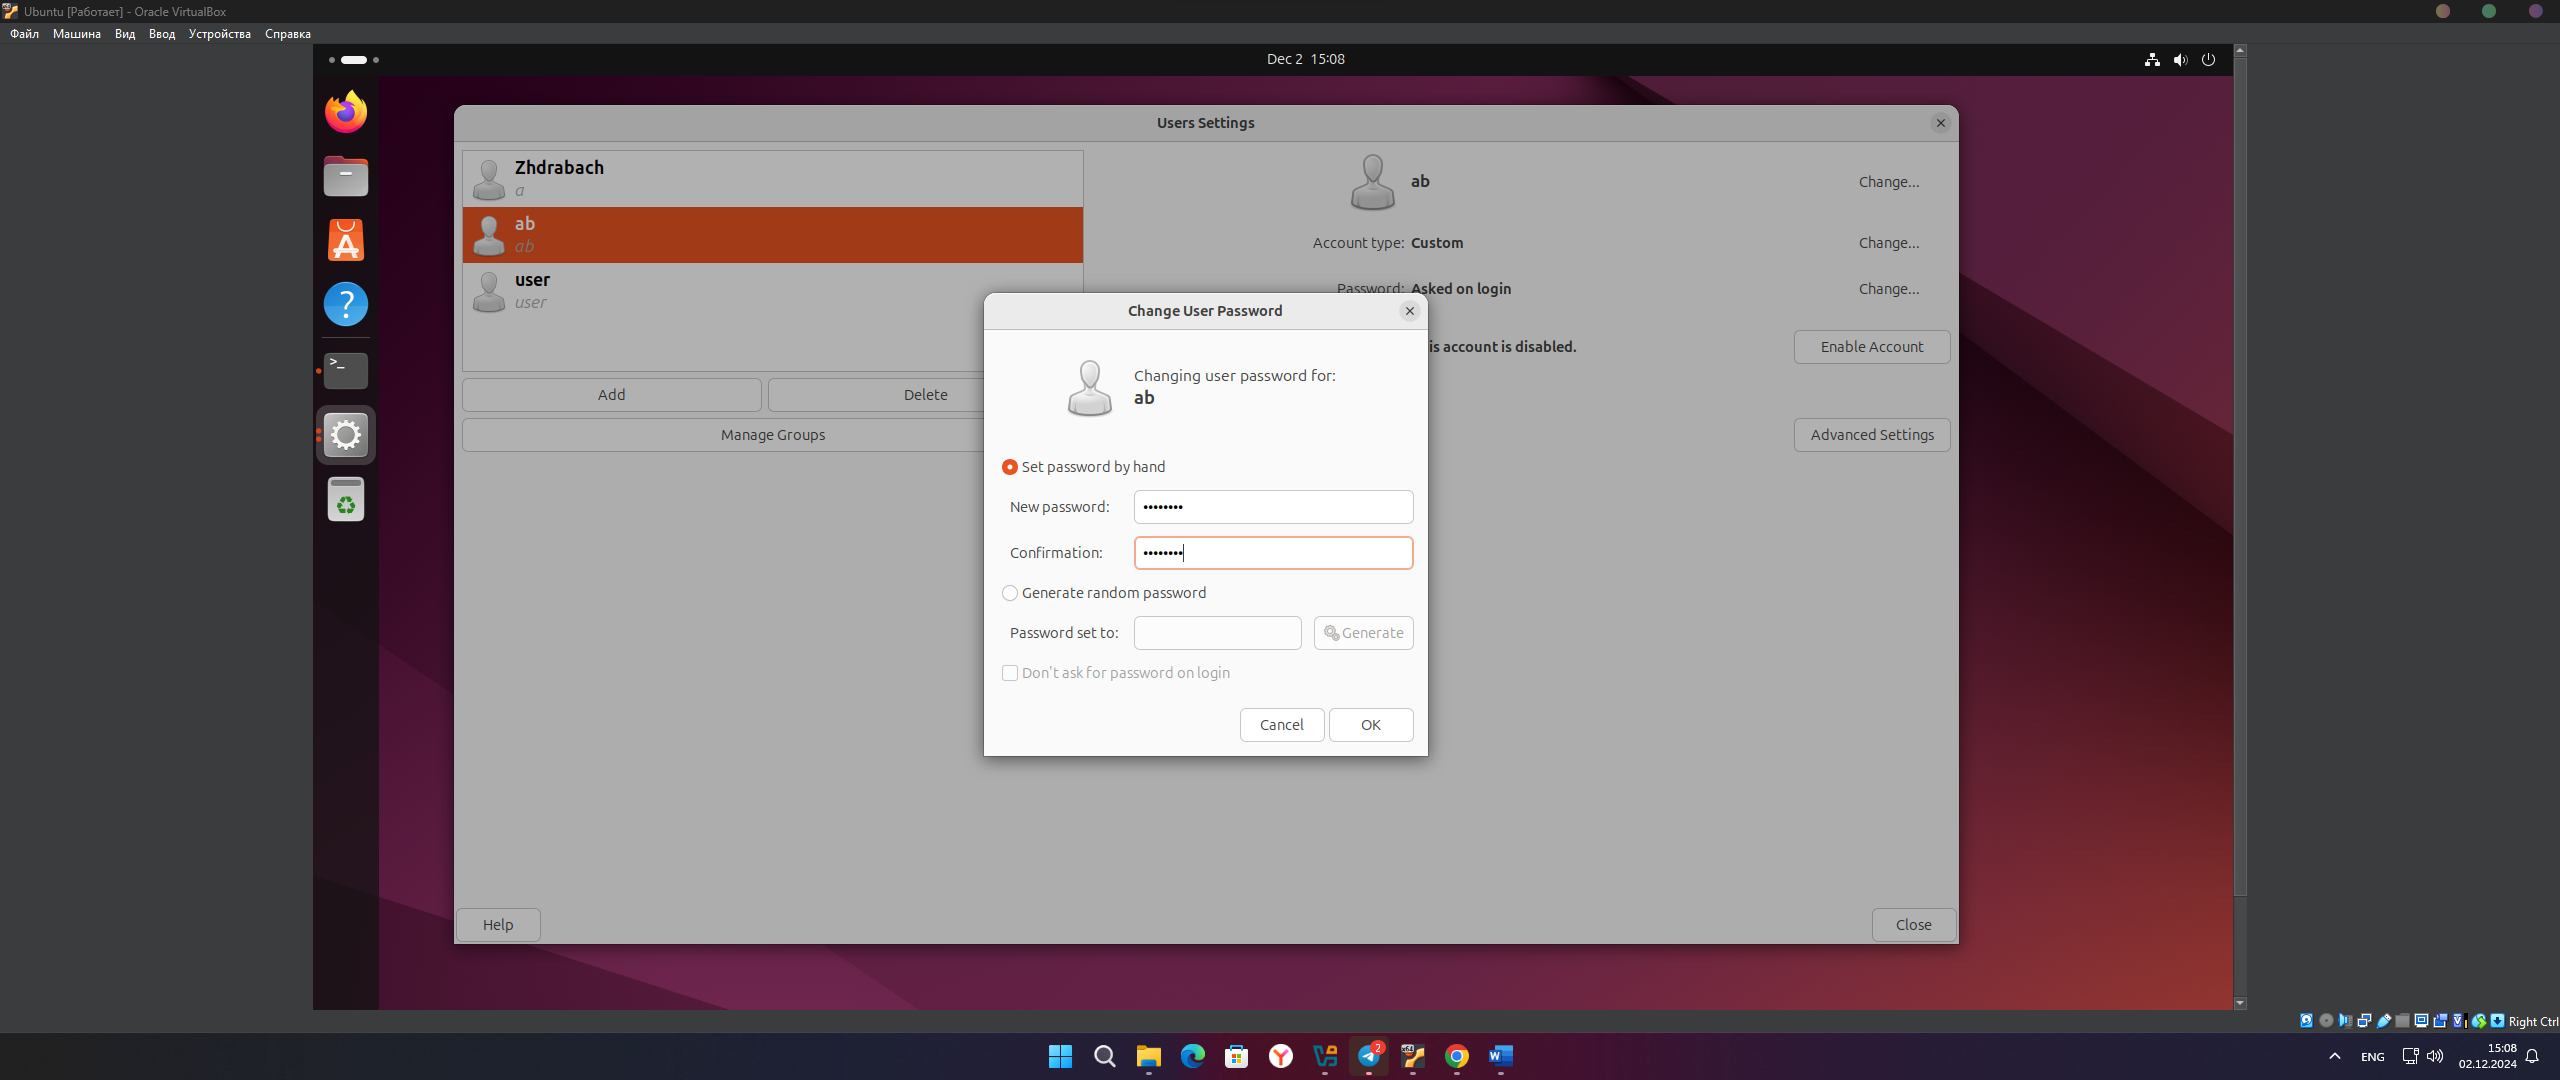 Ubuntu [Работает] - Oracle VirtualBox
Файл Машина Вид Ввод Устройства Справка
Dec 2 15:08
Users Settings
Zhdrabach
a
ab
ab
user
user
Add
Delete
Manage Groups
ab
Change...
Account type: Custom
Change...
Password: Asked on login
Change...
is account is disabled.
Enable Account
Advanced Settings
Change User Password
Changing user password for:
ab
Set password by hand
New password: ••••••••
Confirmation: ••••••••
Generate random password
Password set to:
Generate
Don't ask for password on login
Cancel
OK
Help
Close
Right Ctrl
2
ENG
15:08
02.12.2024